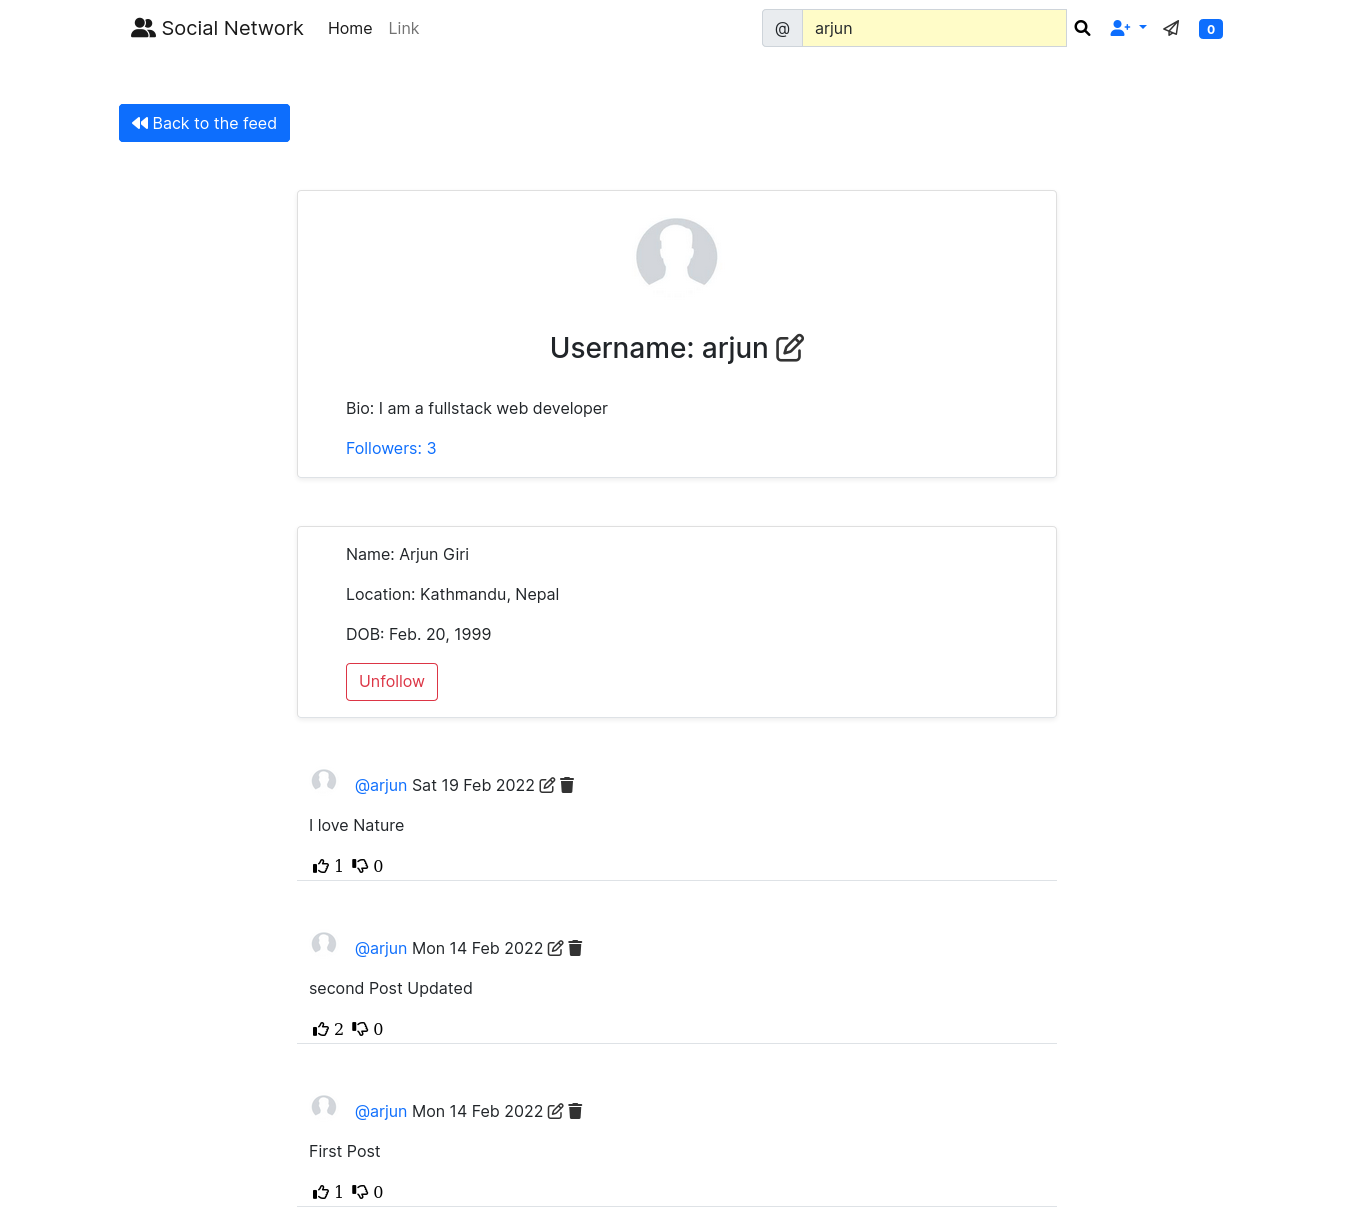 Social Network Home Link @ arjun 0
Back to the feed
Username: arjun
Bio: I am a fullstack web developer
Followers: 3
Name: Arjun Giri
Location: Kathmandu, Nepal
DOB: Feb. 20, 1999
Unfollow
@arjun Sat 19 Feb 2022
I love Nature
1 0
@arjun Mon 14 Feb 2022
second Post Updated
2 0
@arjun Mon 14 Feb 2022
First Post
1 0